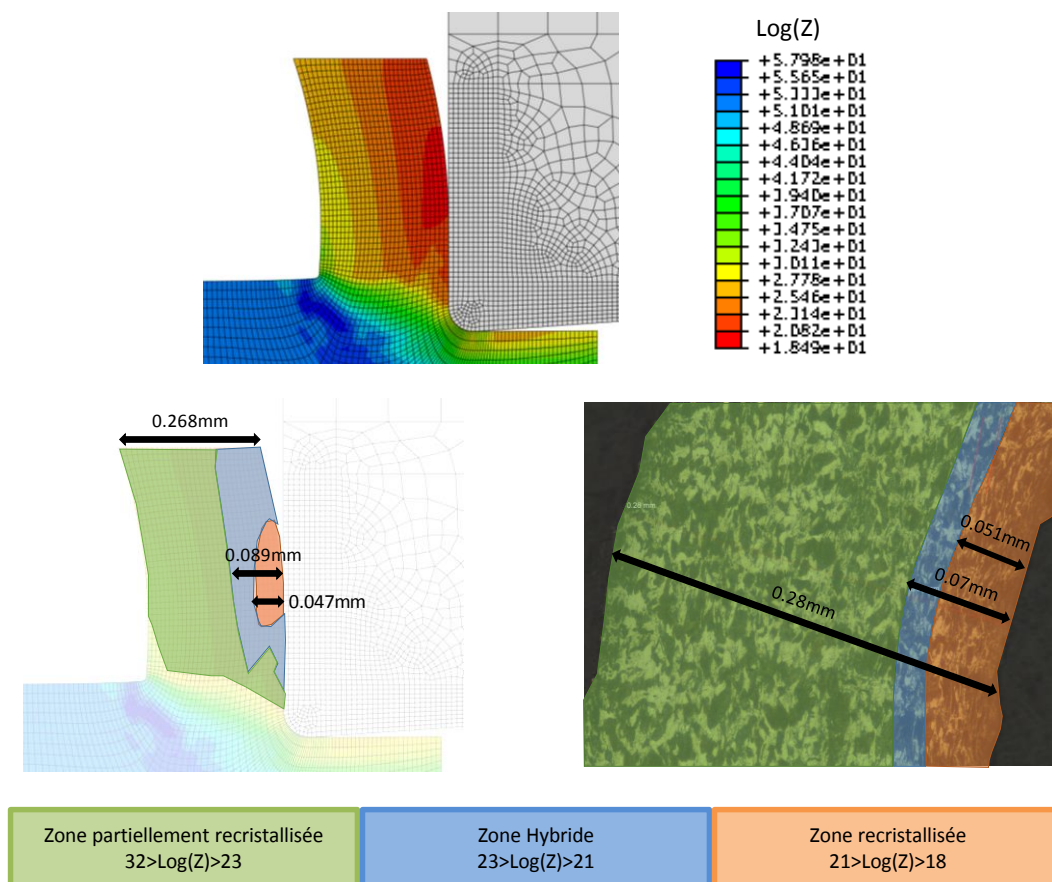 Log(Z)
+5.798e+01
+5.565e+01
+5.333e+01
+5.101e+01
+4.869e+01
+4.636e+01
+4.404e+01
+4.172e+01
+3.940e+01
+3.707e+01
+3.475e+01
+3.243e+01
+3.011e+01
+2.778e+01
+2.546e+01
+2.314e+01
+2.082e+01
+1.849e+01
0.268mm
0.089mm
0.047mm
0.28 mm
0.051mm
0.07mm
0.28mm
Zone partiellement recristallisée
32>Log(Z)>23
Zone Hybride
23>Log(Z)>21
Zone recristallisée
21>Log(Z)>18